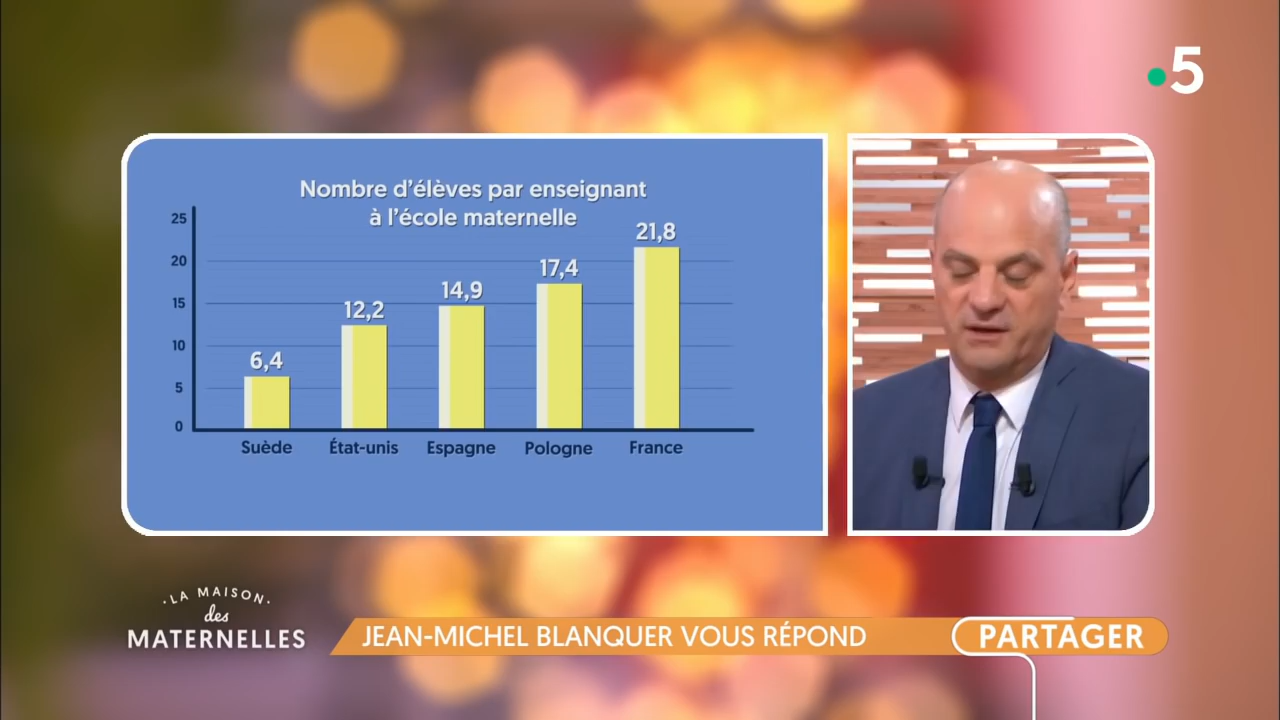 5
Nombre d'élèves par enseignant
à l'école maternelle
25
20
15
10
5
0
6,4
12,2
14,9
17,4
21,8
Suède
État-unis
Espagne
Pologne
France
·LA MAISON·
des
MATERNELLES
JEAN-MICHEL BLANQUER VOUS RÉPOND
PARTAGER